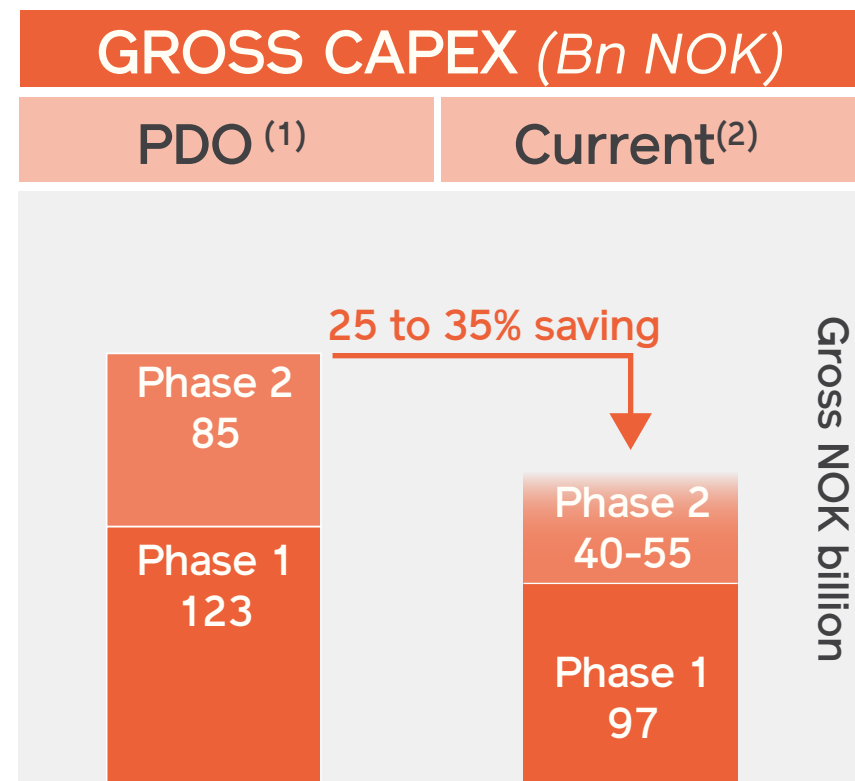 GROSS CAPEX (Bn NOK)
PDO (1)
Current(2)
25 to 35% saving
Phase 2
85
Phase 1
123
Phase 2
40-55
Phase 1
97
Gross NOK billion